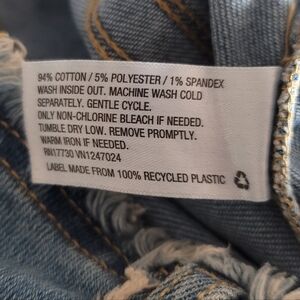 94% COTTON / 5% POLYESTER / 1% SPANDEX
WASH INSIDE OUT. MACHINE WASH COLD
SEPARATELY. GENTLE CYCLE.
ONLY NON-CHLORINE BLEACH IF NEEDED.
TUMBLE DRY LOW. REMOVE PROMPTLY.
WARM IRON IF NEEDED.
RN17730 VN1247024
LABEL MADE FROM 100% RECYCLED PLASTIC